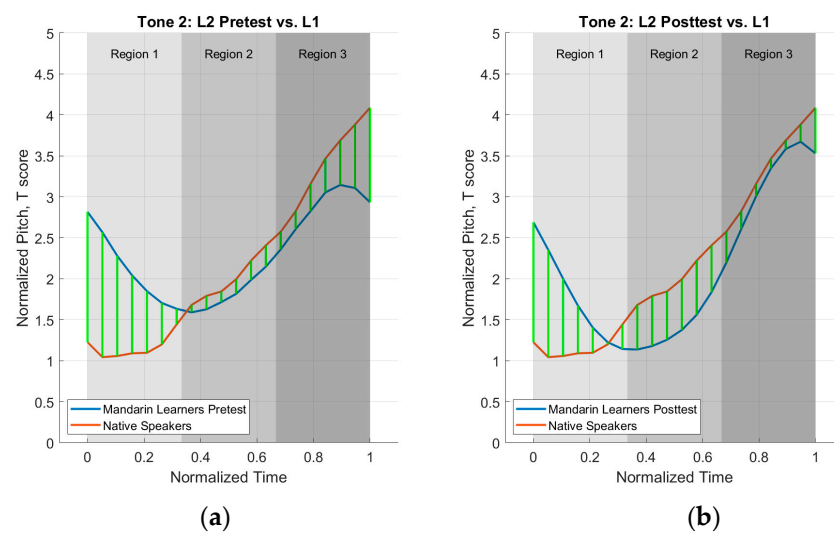 Tone 2: L2 Pretest vs. L1
Region 1
Region 2
Region 3
5
4.5
4
3.5
3
2.5
2
1.5
1
0.5
0
Normalized Pitch, T score
Mandarin Learners Pretest
Native Speakers
0
0.2
0.4
0.6
0.8
1
Normalized Time
(a)
Tone 2: L2 Posttest vs. L1
Region 1
Region 2
Region 3
5
4.5
4
3.5
3
2.5
2
1.5
1
0.5
0
Normalized Pitch, T score
Mandarin Learners Posttest
Native Speakers
0
0.2
0.4
0.6
0.8
1
Normalized Time
(b)